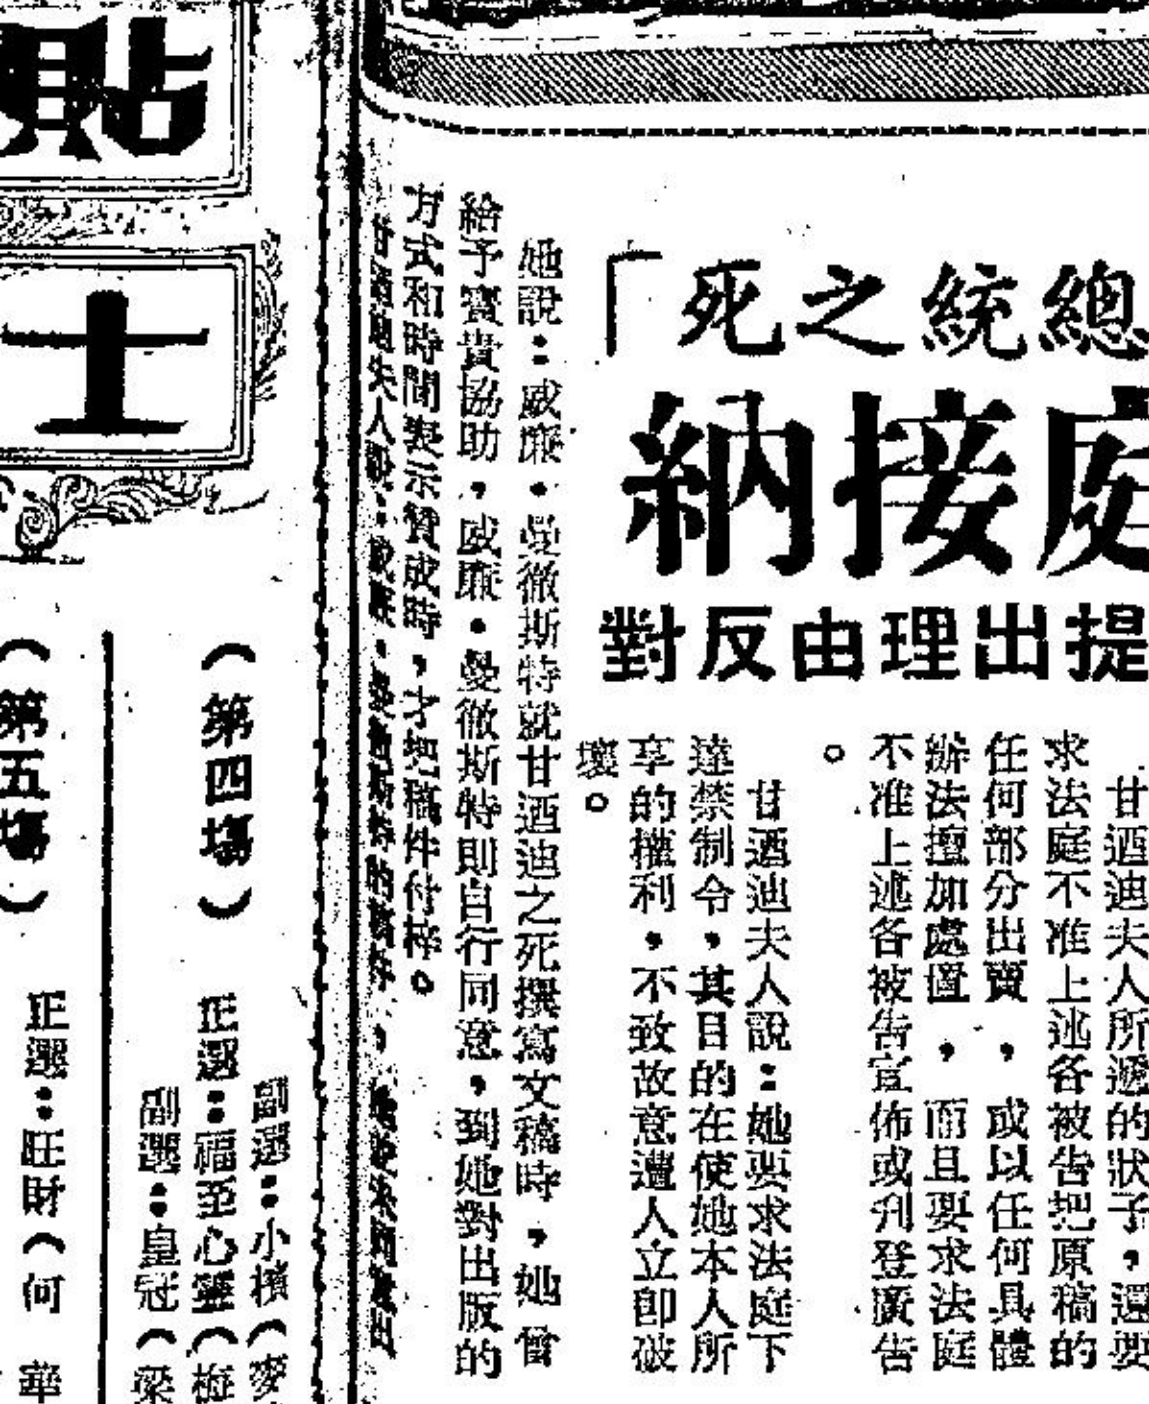 總統之死「
庭接納
提出理由反對
甘迺迪夫人所遞的狀子，還要
求法庭不准上述各被告把原稿的
任何部分出賣，或以任何具體
辦法擅加處置，而且要求法庭
不准上述各被告宣佈或刋登廣告
。
甘迺迪夫人說：她要求法庭下
達禁制令，其目的在使她本人所
享的權利，不致故意遭人立卽破
壞。
她說：威廉・曼徹斯特就甘迺迪之死撰寫文稿時，她曾
給予寶貴協助，威廉・曼徹斯特則自行同意，到她對出版的
方式和時間表示贊成時，才把稿件付梓。
甘迺迪夫人說：威廉・曼徹斯特的稿件，
貼
士
副選：小檳（麥
（第四塲）　正選：福至心靈（梅
副選：皇冠（梁
（第五塲）　正選：旺財（何　華